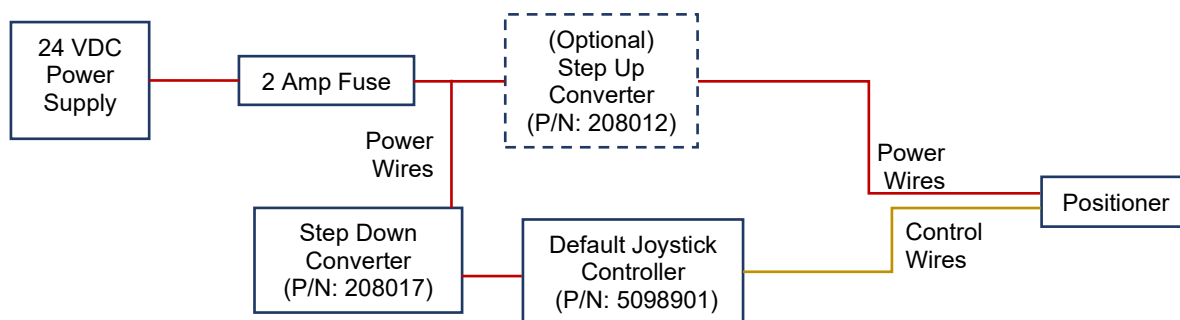 24 VDC
Power
Supply
2 Amp Fuse
(Optional)
Step Up
Converter
(P/N: 208012)
Power
Wires
Power
Wires
Positioner
Step Down
Converter
(P/N: 208017)
Default Joystick
Controller
(P/N: 5098901)
Control
Wires